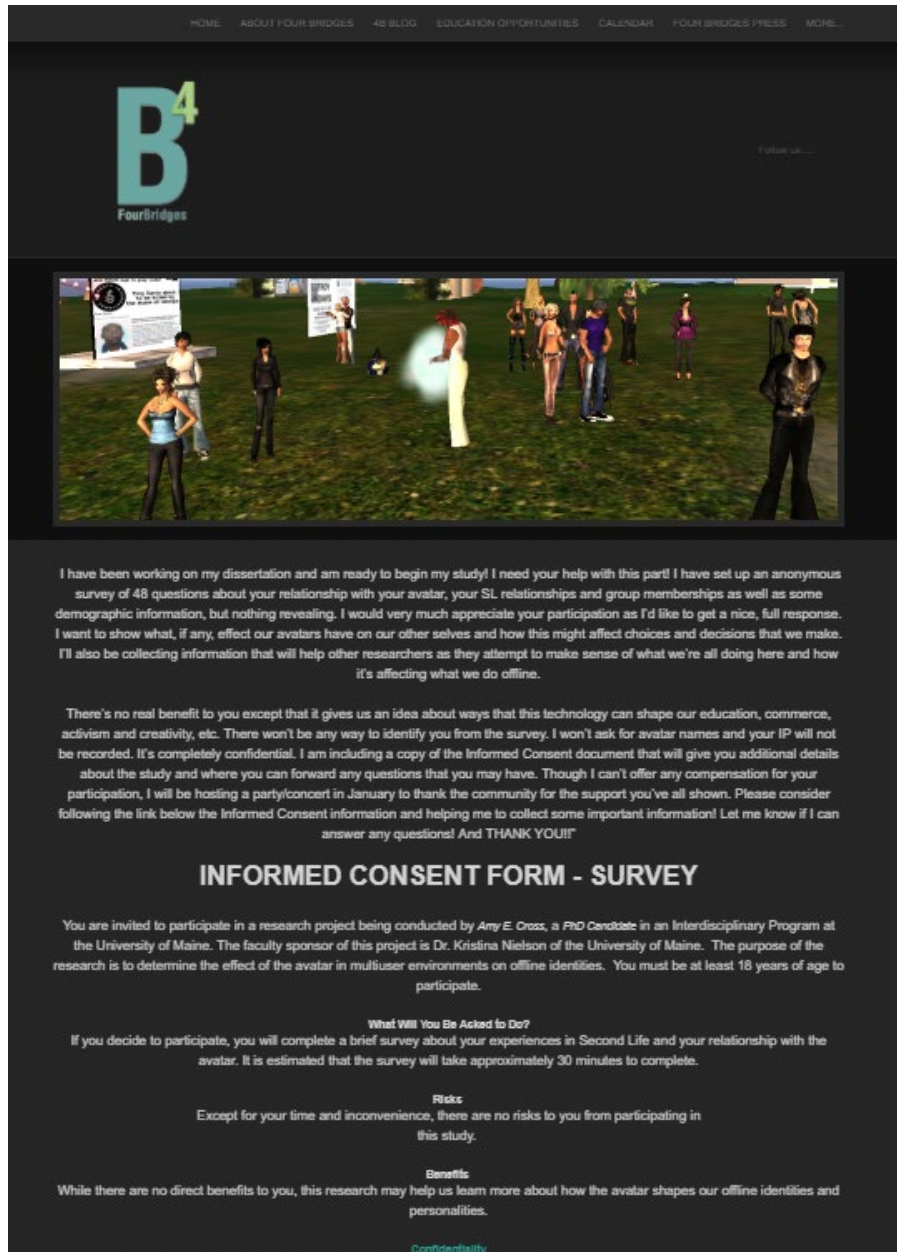 HOME ABOUT FOUR BRIDGES 4B BLOG EDUCATION OPPORTUNITIES CALENDAR FOUR BRIDGES PRESS MORE...
B4
FourBridges
Follow us.....
I have been working on my dissertation and am ready to begin my study! I need your help with this part! I have set up an anonymous
survey of 48 questions about your relationship with your avatar, your SL relationships and group memberships as well as some
demographic information, but nothing revealing. I would very much appreciate your participation as I'd like to get a nice, full response.
I want to show what, if any, effect our avatars have on our other selves and how this might affect choices and decisions that we make.
I'll also be collecting information that will help other researchers as they attempt to make sense of what we're all doing here and how
it's affecting what we do offline.
There's no real benefit to you except that it gives us an idea about ways that this technology can shape our education, commerce,
activism and creativity, etc. There won't be any way to identify you from the survey. I won't ask for avatar names and your IP will not
be recorded. It's completely confidential. I am including a copy of the Informed Consent document that will give you additional details
about the study and where you can forward any questions that you may have. Though I can't offer any compensation for your
participation, I will be hosting a party/concert in January to thank the community for the support you've all shown. Please consider
following the link below the Informed Consent information and helping me to collect some important information! Let me know if I can
answer any questions! And THANK YOU!!"
INFORMED CONSENT FORM - SURVEY
You are invited to participate in a research project being conducted by Amy E. Cross, a PhD Candidate in an Interdisciplinary Program at
the University of Maine. The faculty sponsor of this project is Dr. Kristina Nielson of the University of Maine. The purpose of the
research is to determine the effect of the avatar in multiuser environments on offline identities. You must be at least 18 years of age to
participate.
What Will You Be Asked to Do?
If you decide to participate, you will complete a brief survey about your experiences in Second Life and your relationship with the
avatar. It is estimated that the survey will take approximately 30 minutes to complete.
Risks
Except for your time and inconvenience, there are no risks to you from participating in
this study.
Benefits
While there are no direct benefits to you, this research may help us learn more about how the avatar shapes our offline identities and
personalities.
Confidentiality